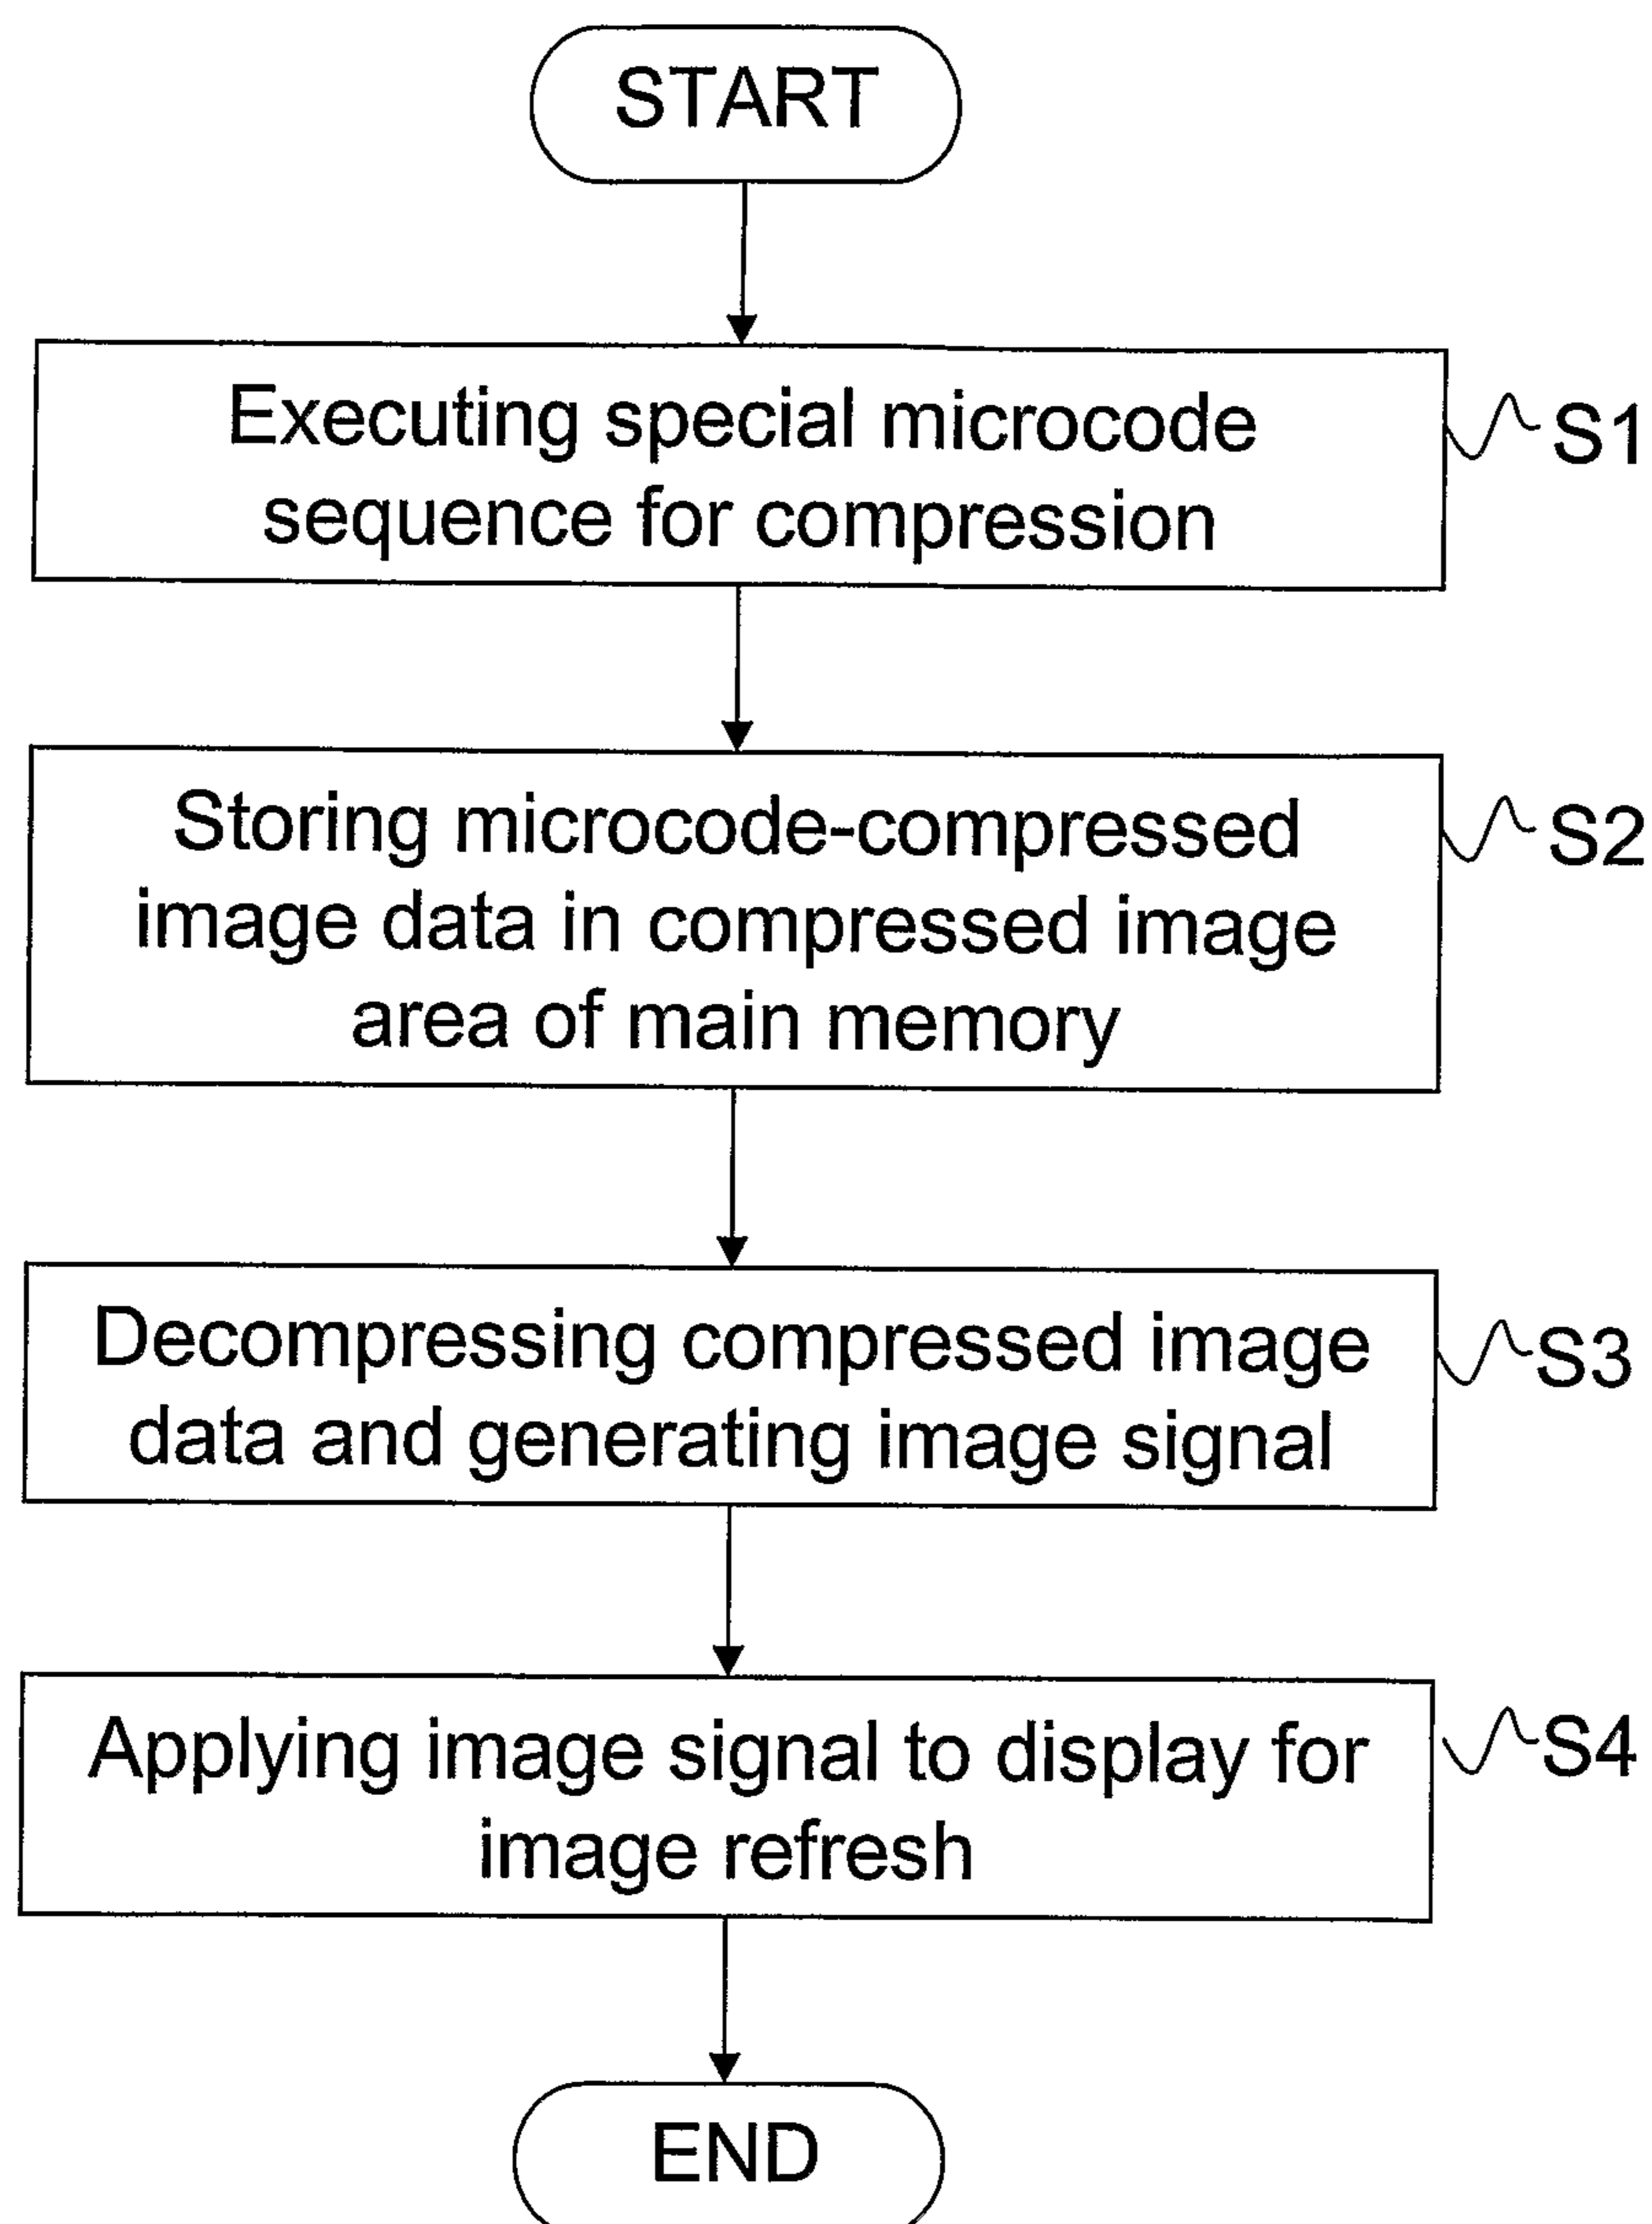 START
Executing special microcode
sequence for compression
S1
Storing microcode-compressed
image data in compressed image
area of main memory
S2
Decompressing compressed image
data and generating image signal
S3
Applying image signal to display for
image refresh
S4
END